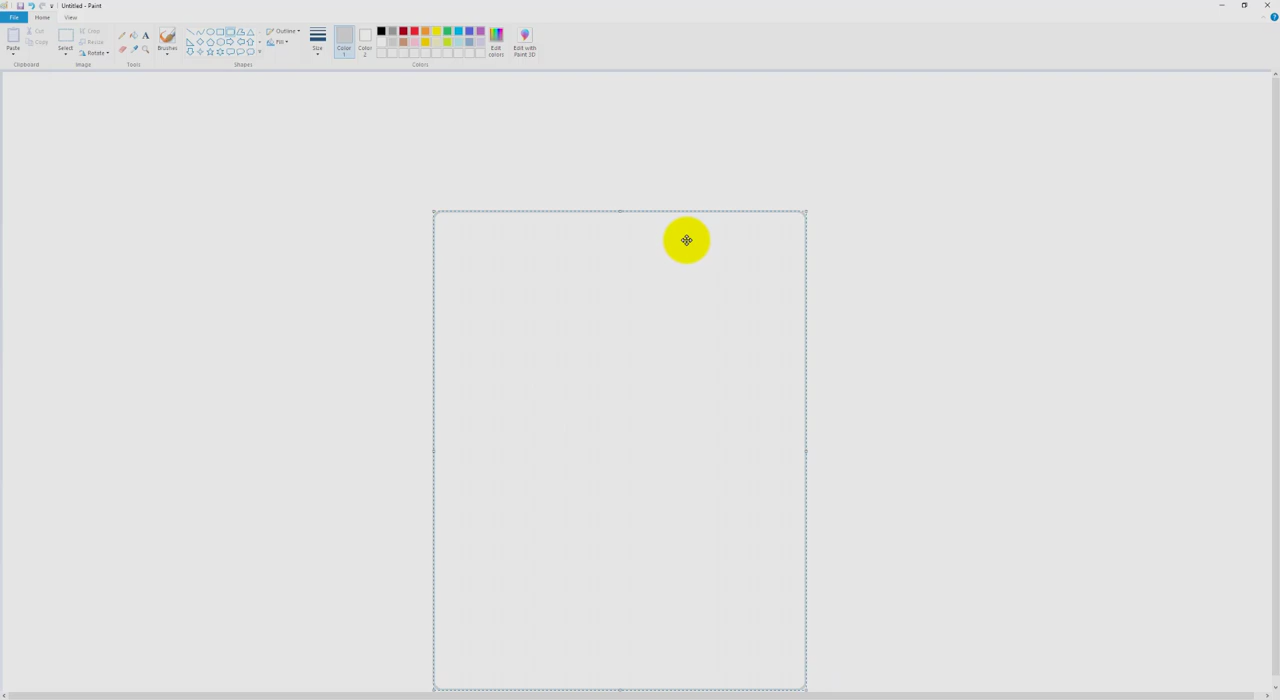 Untitled - Paint
File Home View
Paste
Cut
Copy
Clipboard
Select
Crop
Resize
Rotate
Image
Tools
Brushes
Shapes
Outline
Fill
Size
Color 1
Color 2
Colors
Edit colors
Edit with Paint 3D